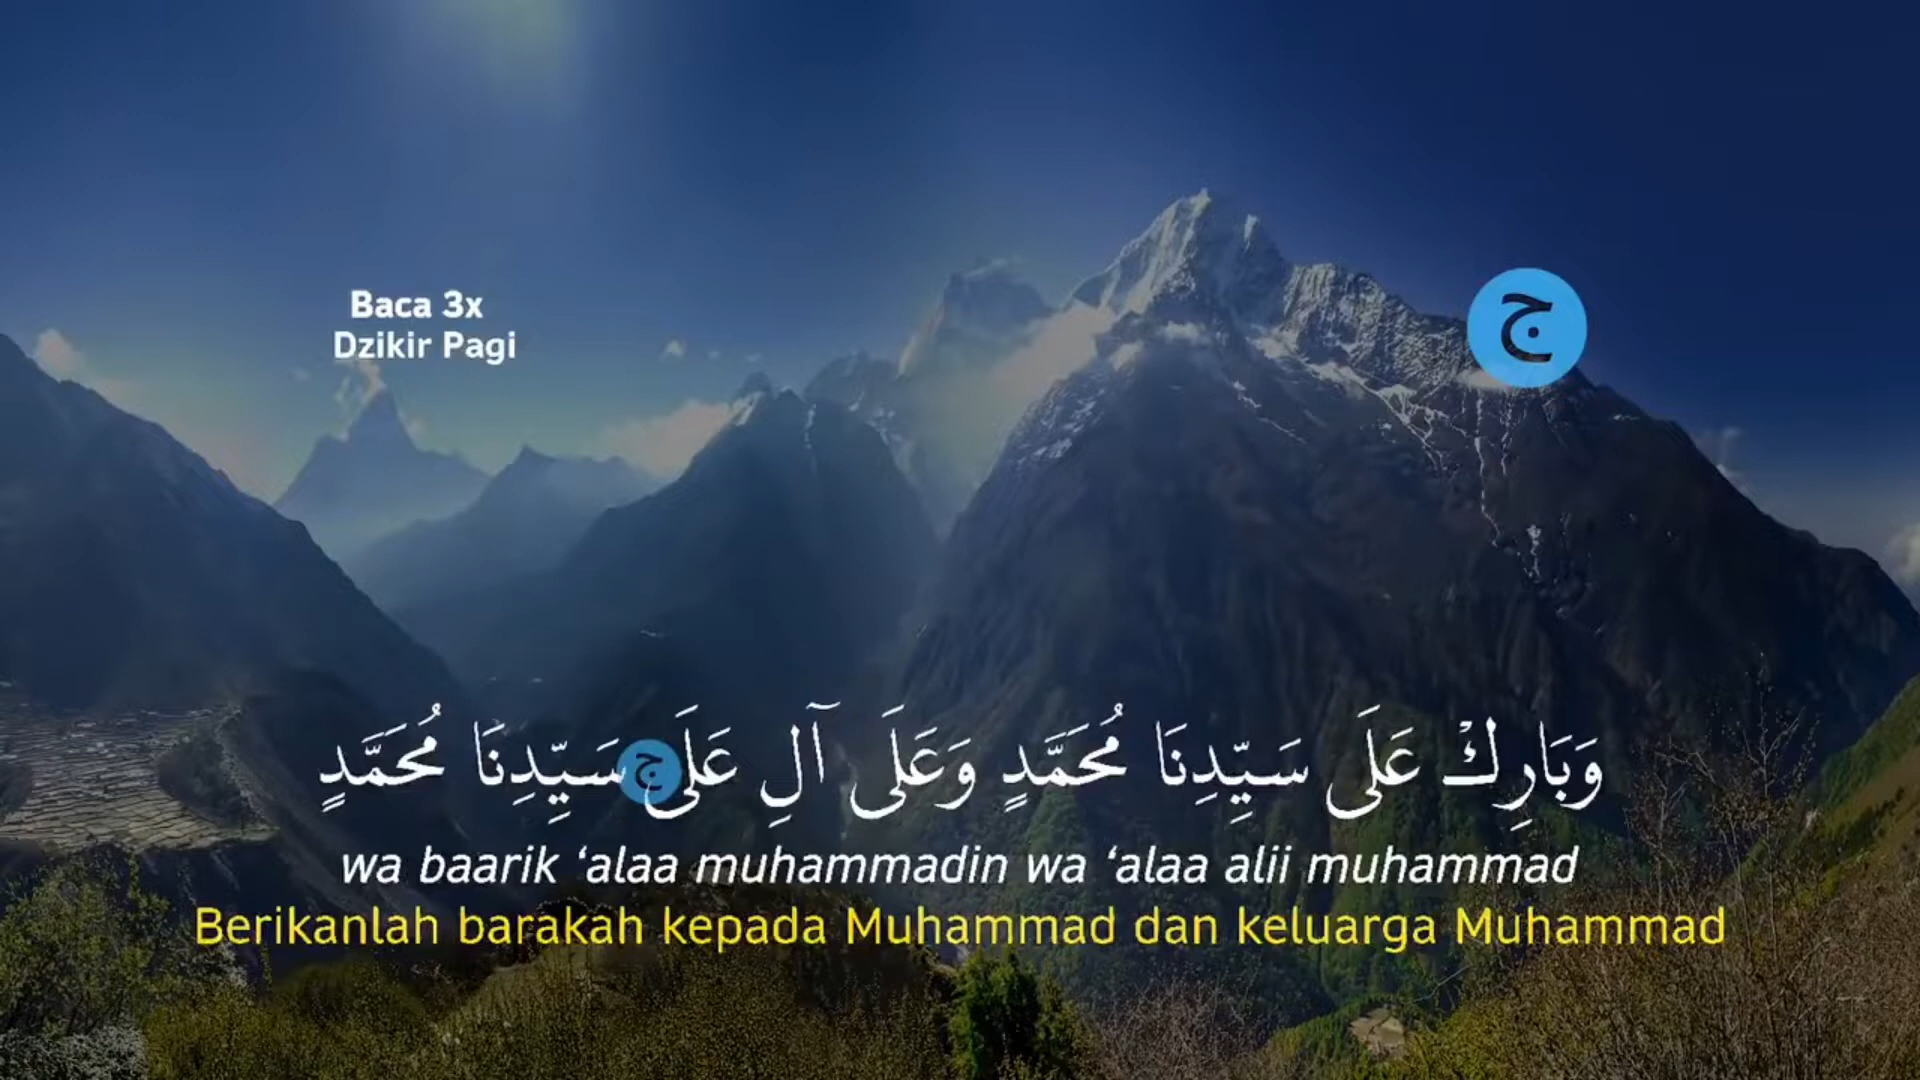 Baca 3x
Dzikir Pagi
ج
وَبَارِكْ عَلَى سَيِّدِنَا مُحَمَّدٍ وَعَلَى آلِ عَلَى سَيِّدِنَا مُحَمَّدٍ
ج
wa baarik ‘alaa muhammadin wa ‘alaa alii muhammad
Berikanlah barakah kepada Muhammad dan keluarga Muhammad